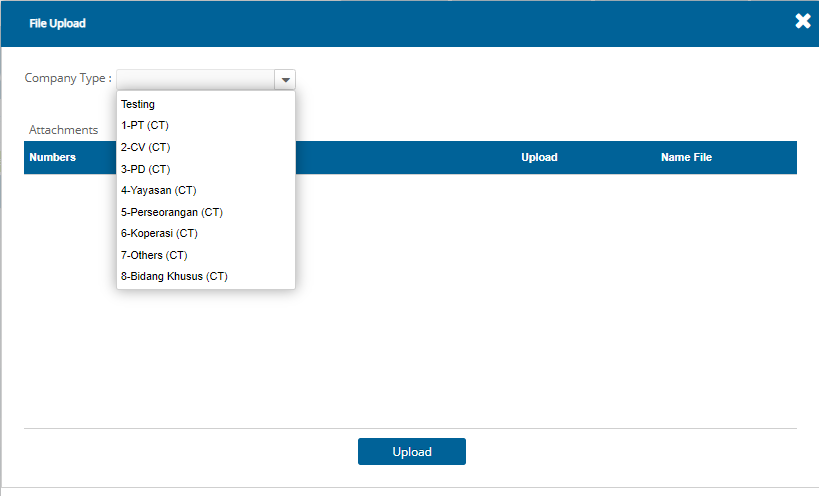 File Upload
Company Type :
Testing
1-PT (CT)
2-CV (CT)
3-PD (CT)
4-Yayasan (CT)
5-Perseorangan (CT)
6-Koperasi (CT)
7-Others (CT)
8-Bidang Khusus (CT)
Attachments
Numbers Upload Name File
Upload